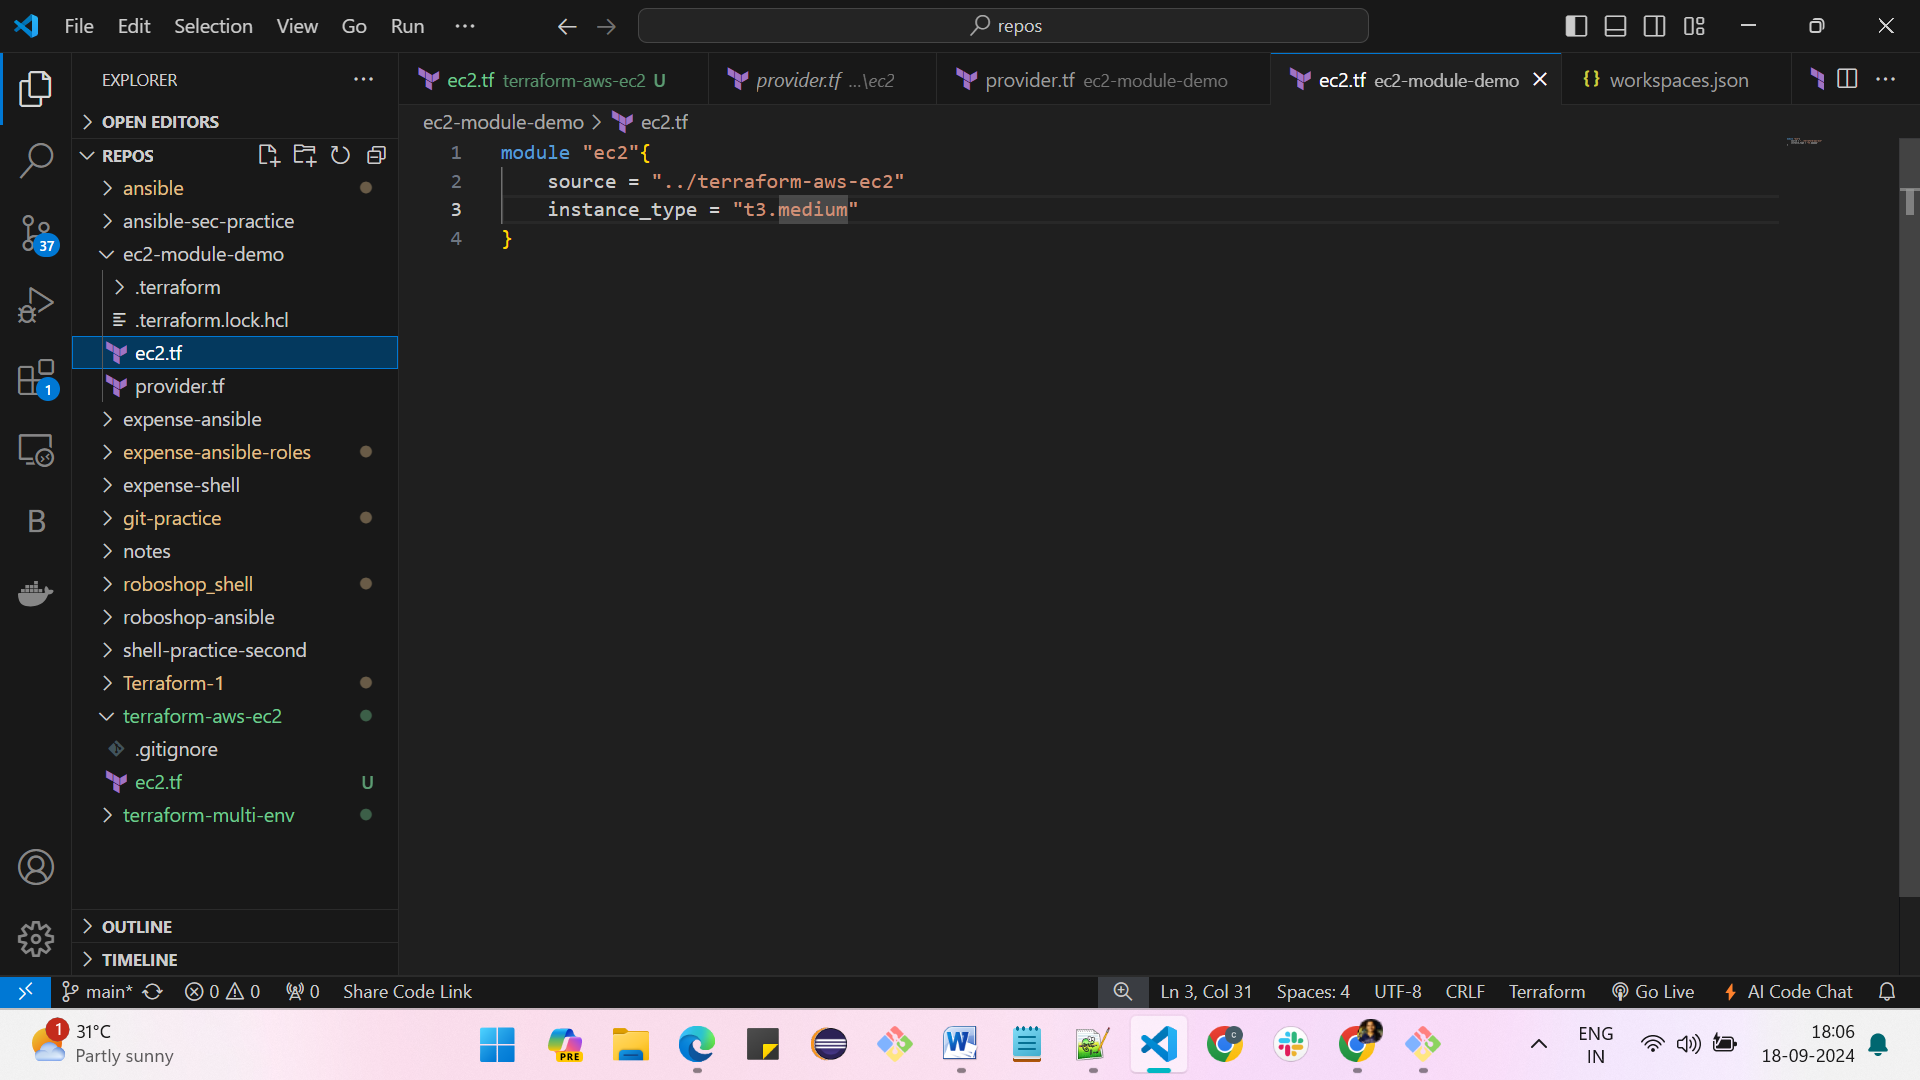 File Edit Selection View Go Run ··· repos
EXPLORER ···
ec2.tf terraform-aws-ec2 U
provider.tf ...\ec2
provider.tf ec2-module-demo
ec2.tf ec2-module-demo
{} workspaces.json
OPEN EDITORS
ec2-module-demo > ec2.tf
REPOS
ansible
ansible-sec-practice
ec2-module-demo
.terraform
.terraform.lock.hcl
ec2.tf
provider.tf
expense-ansible
expense-ansible-roles
expense-shell
git-practice
notes
roboshop_shell
roboshop-ansible
shell-practice-second
Terraform-1
terraform-aws-ec2
.gitignore
ec2.tf U
terraform-multi-env
OUTLINE
TIMELINE
37
1
B
1 module "ec2"{
2 source = "../terraform-aws-ec2"
3 instance_type = "t3.medium"
4 }
main* 0 0 0 Share Code Link Ln 3, Col 31 Spaces: 4 UTF-8 CRLF Terraform Go Live AI Code Chat
1 31°C
Partly sunny
PRE
W
C
ENG
IN
18:06
18-09-2024